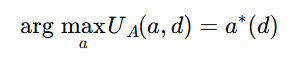 arg max_a U_A(a, d) = a*(d)